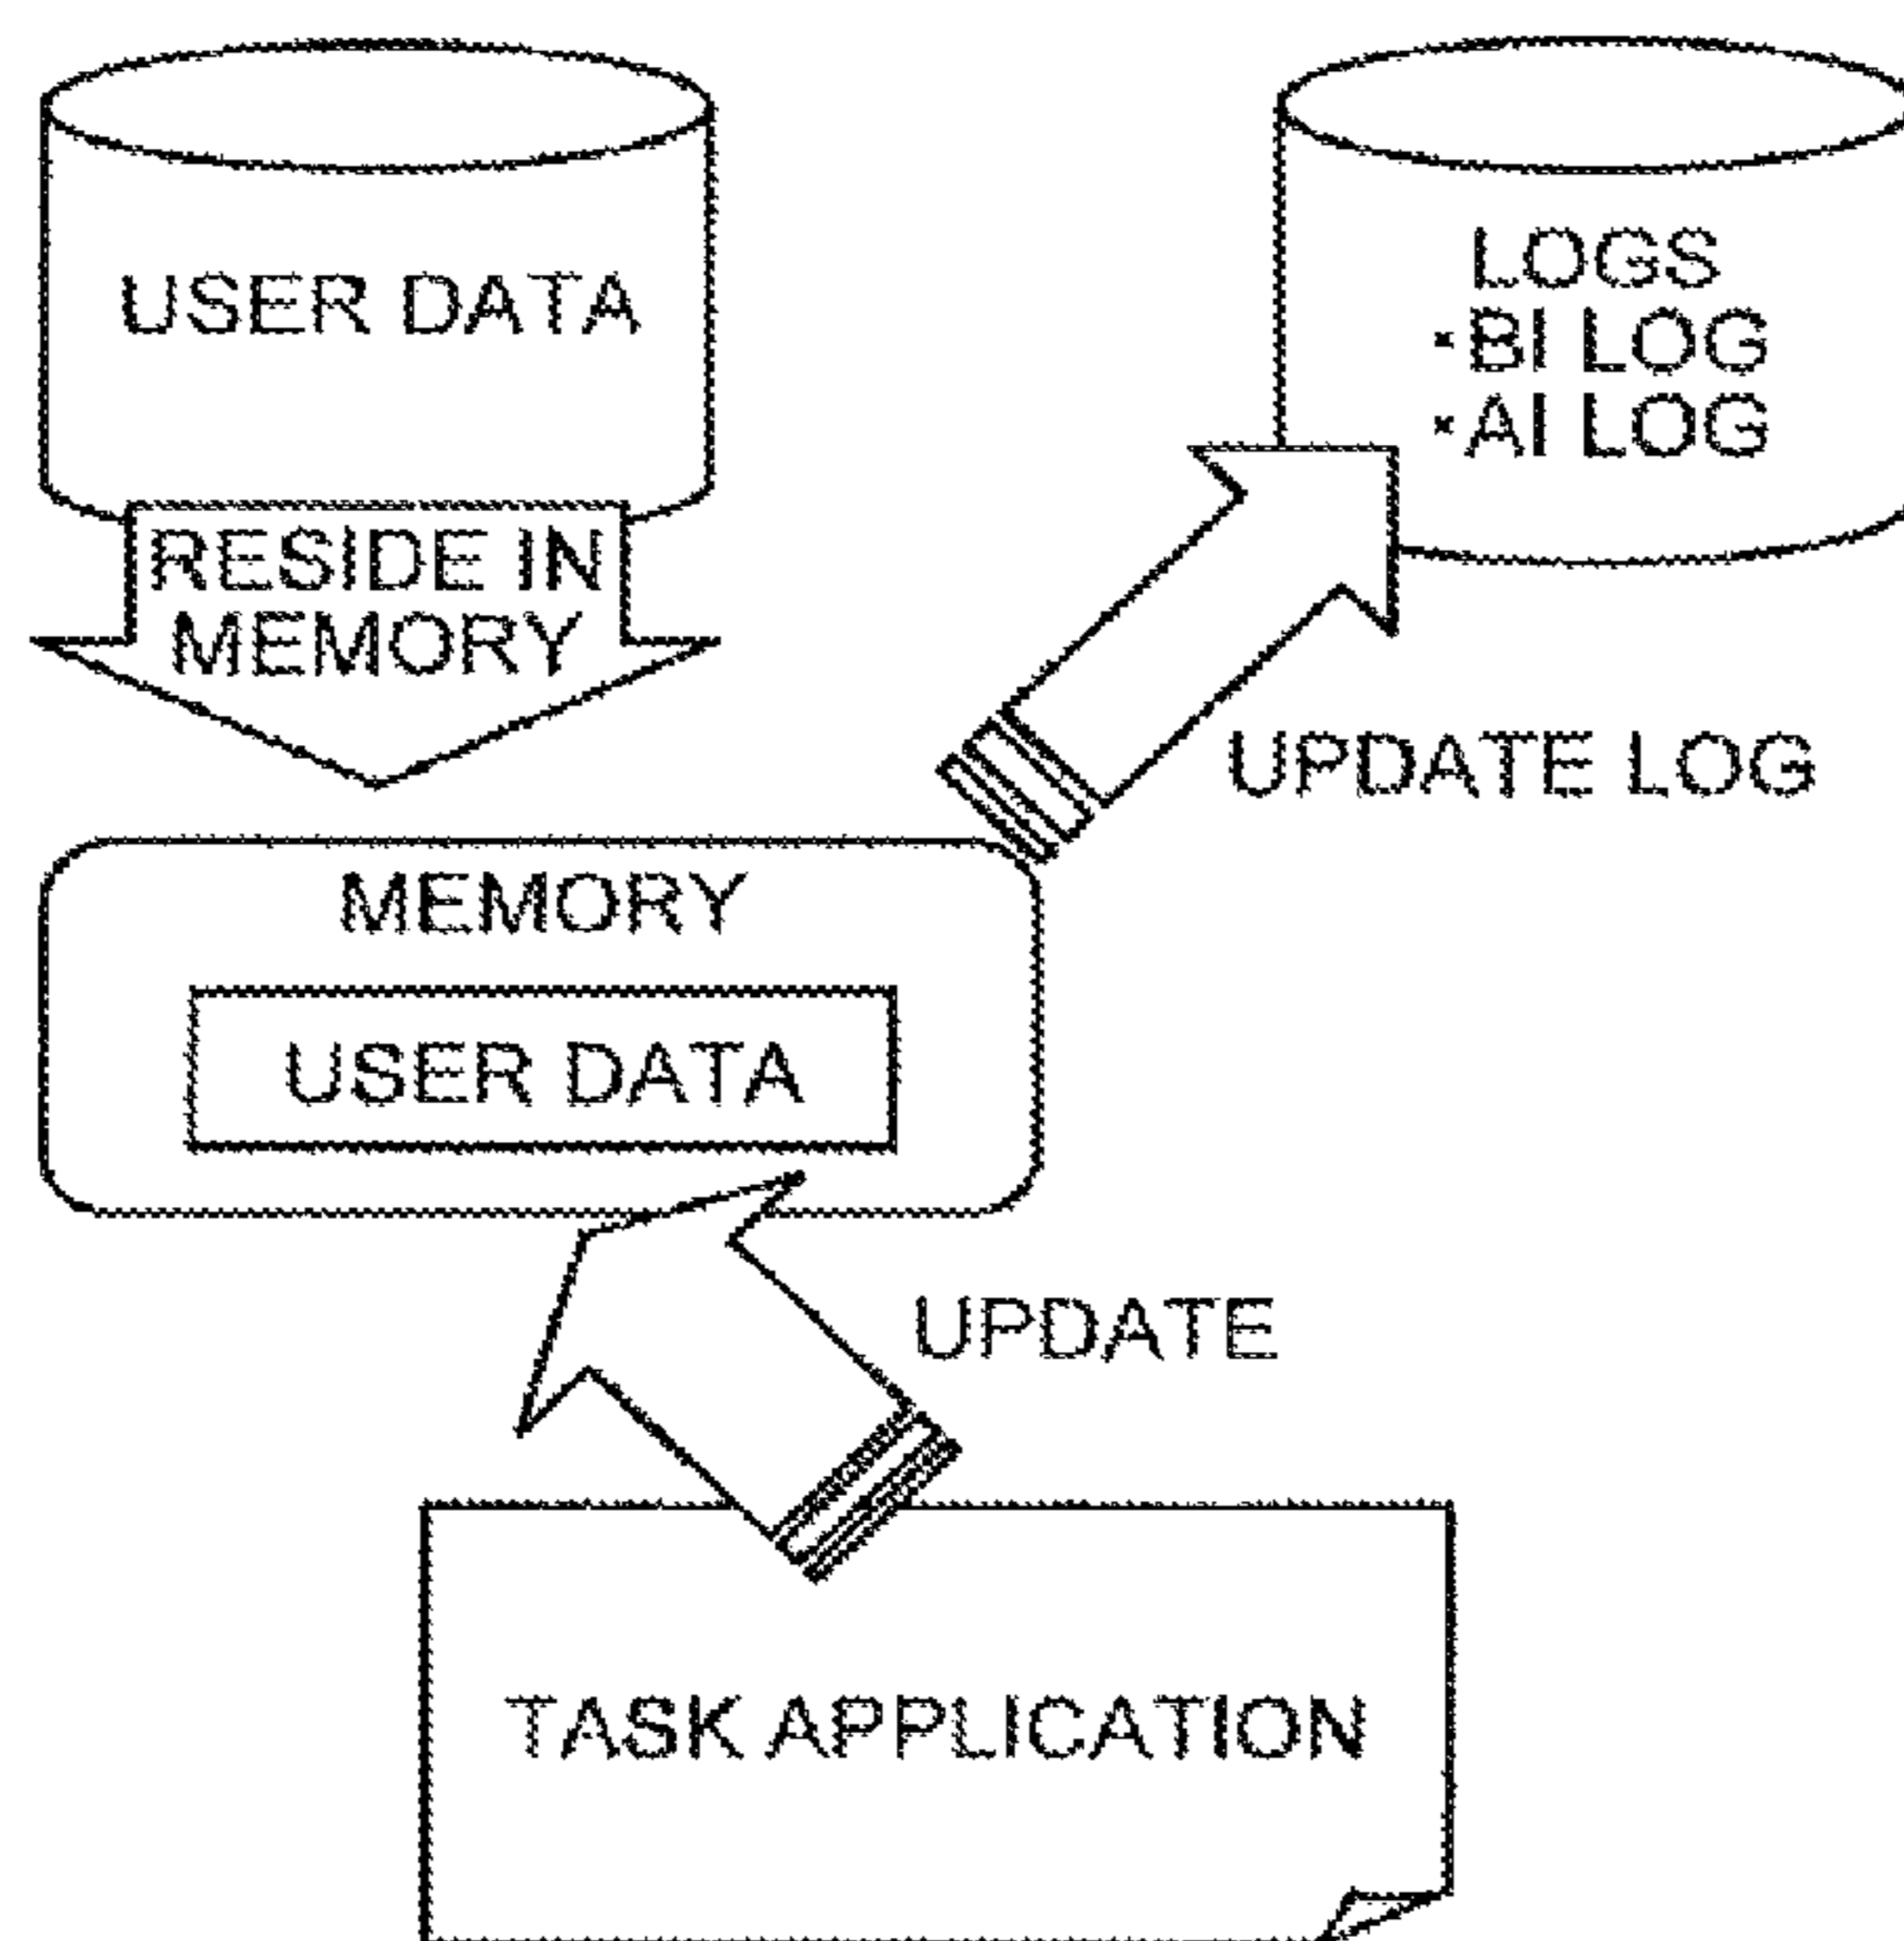 USER DATA
LOGS
·BI LOG
·AI LOG
RESIDE IN
MEMORY
UPDATE LOG
MEMORY
USER DATA
UPDATE
TASK APPLICATION